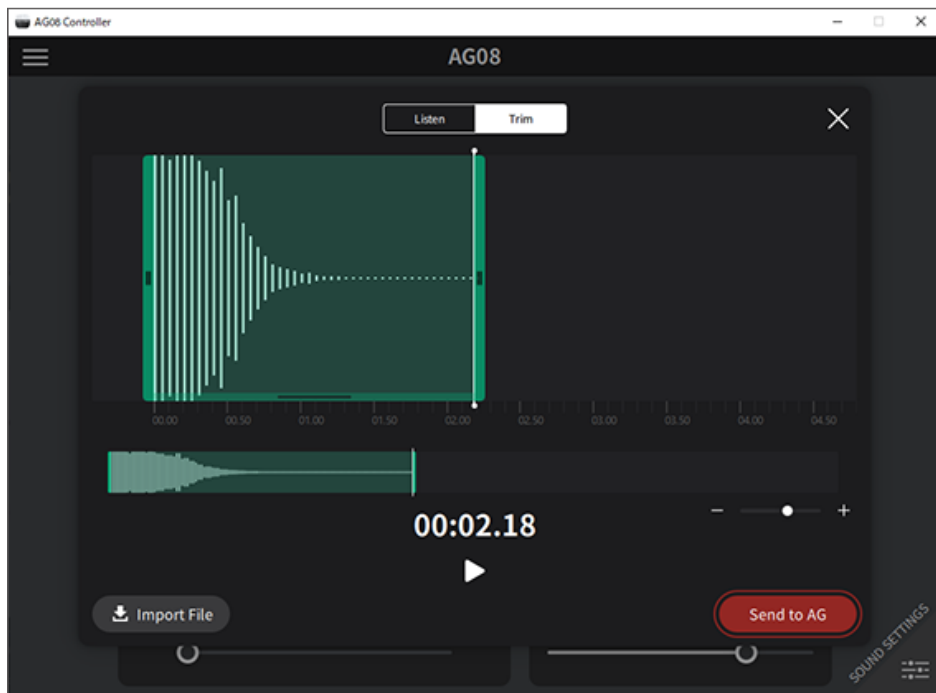 AG08 Controller
AG08
Listen
Trim
00.00 00.50 01.00 01.50 02.00 02.50 03.00 03.50 04.00 04.50
− +
00:02.18
Import File
Send to AG
SOUND SETTINGS